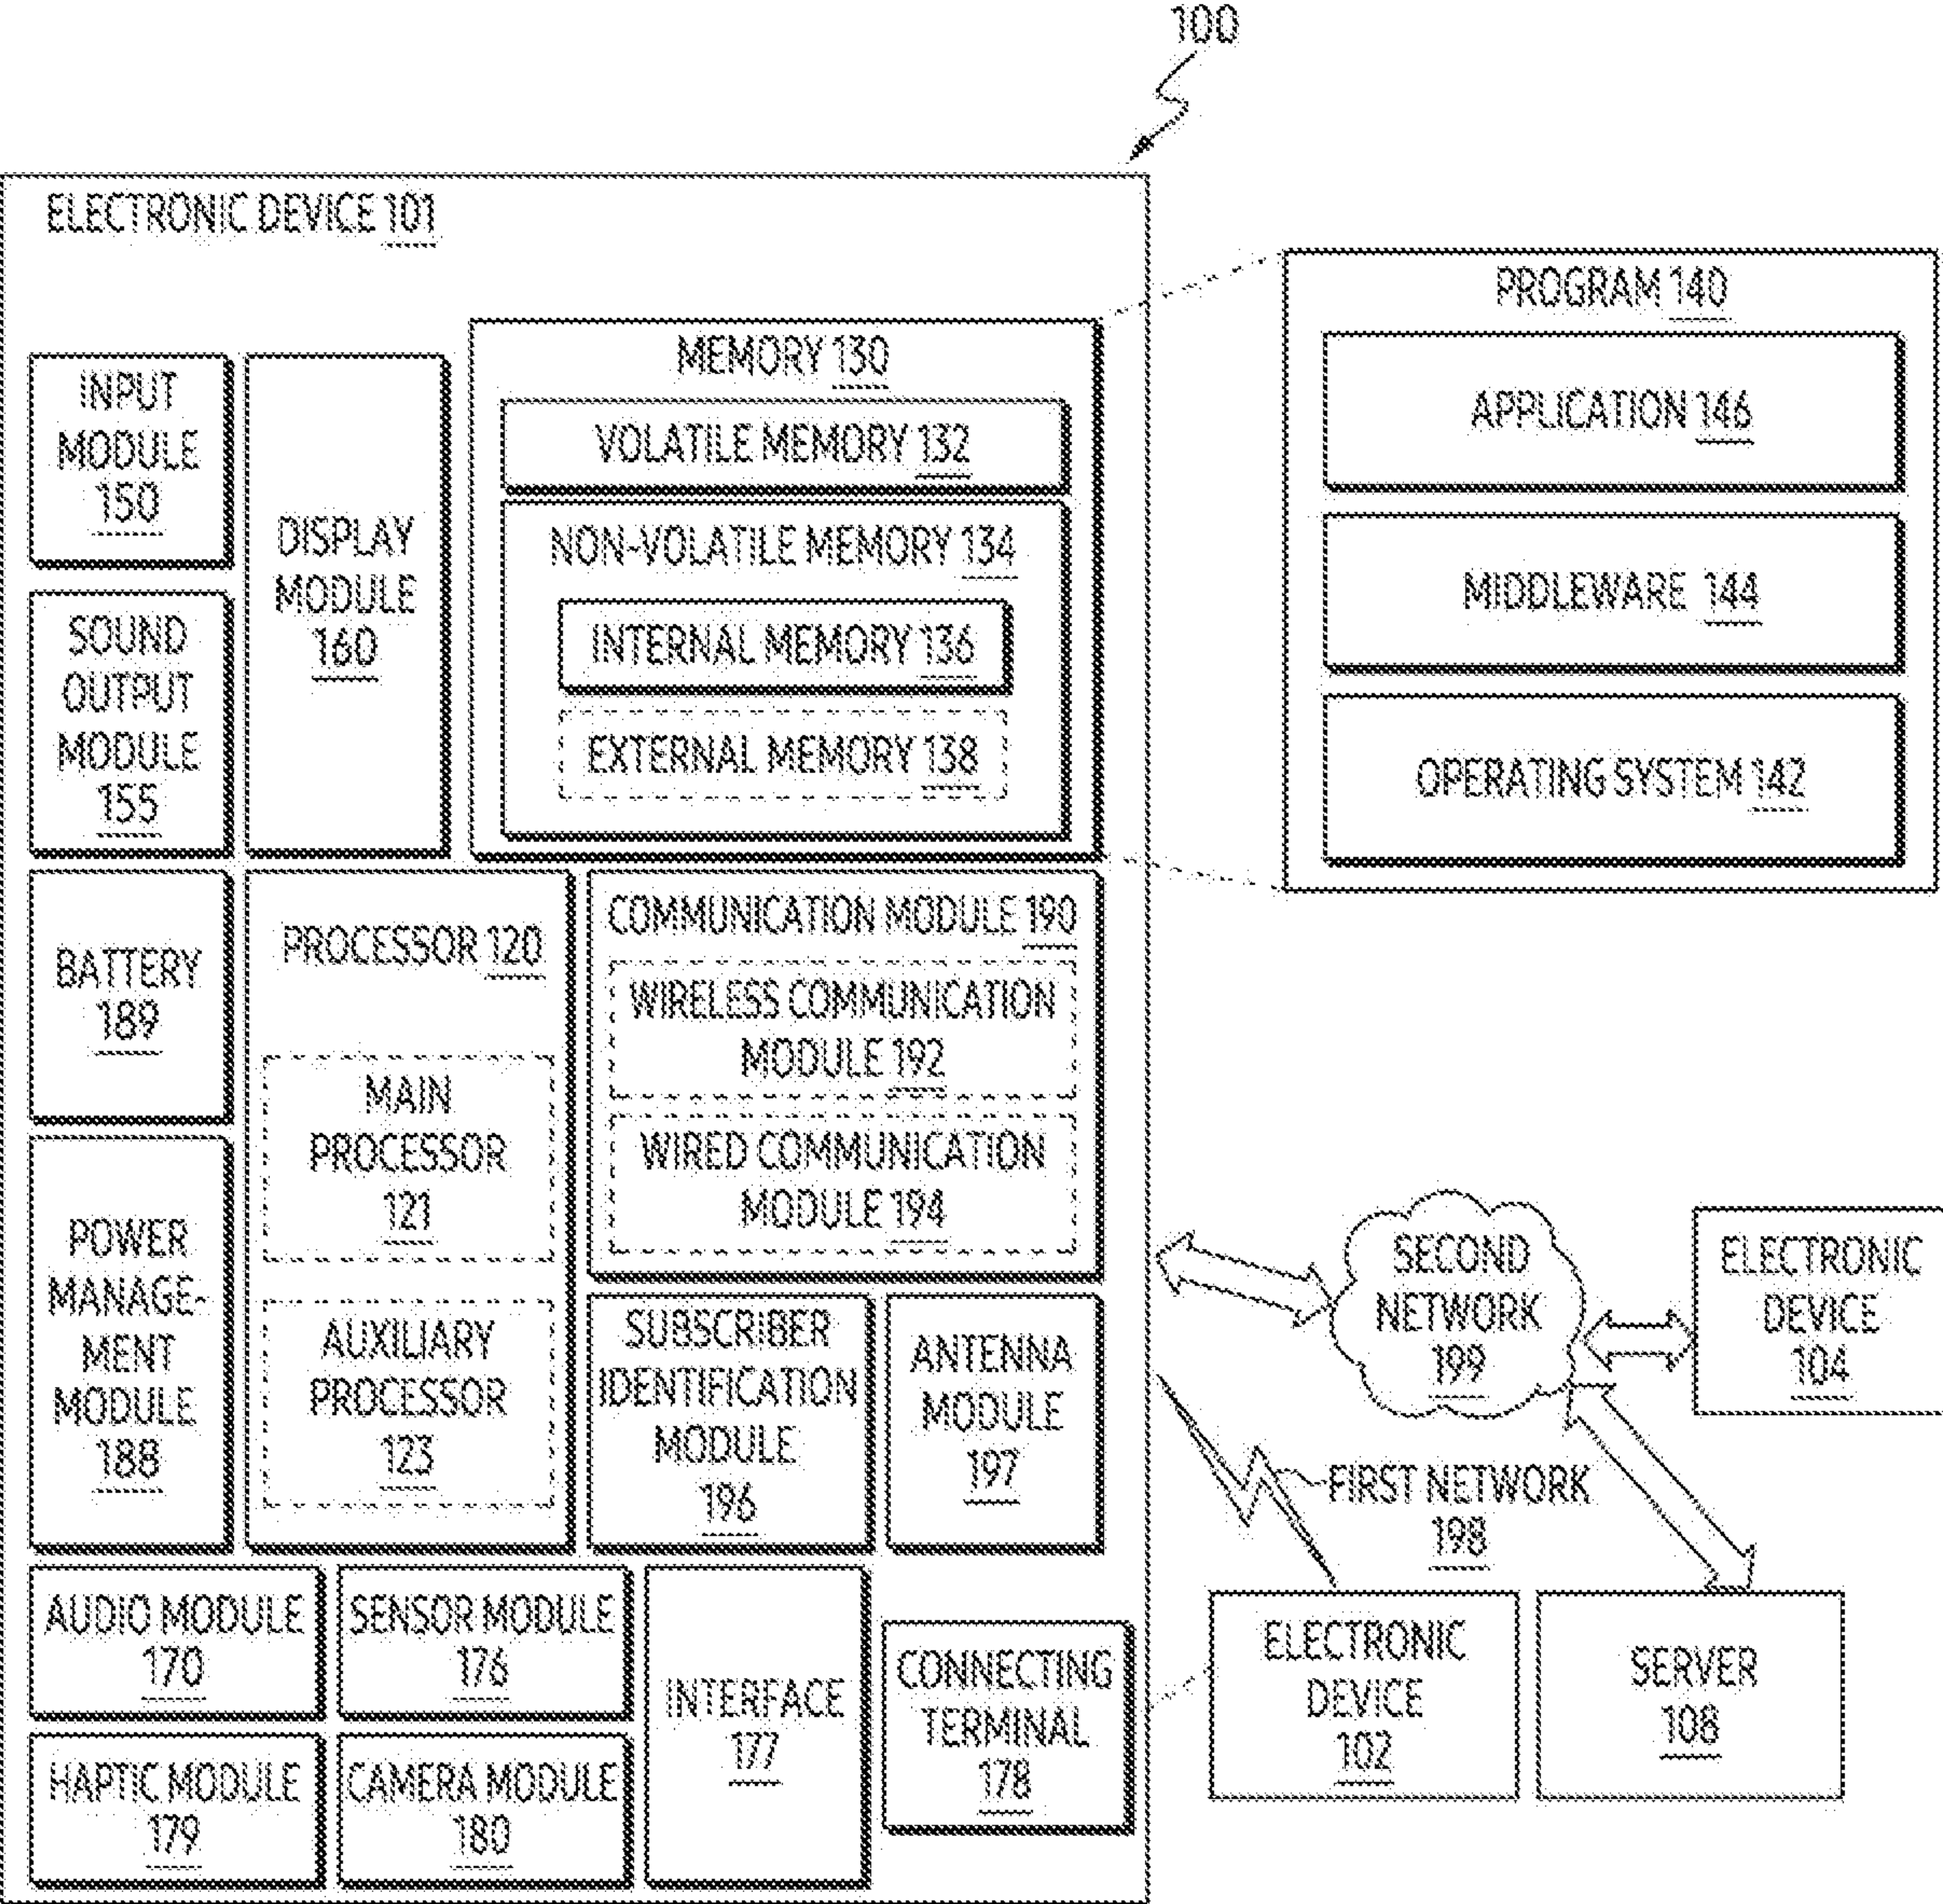 100
ELECTRONIC DEVICE 101
INPUT
MODULE
150
SOUND
OUTPUT
MODULE
155
DISPLAY
MODULE
160
MEMORY 130
VOLATILE MEMORY 132
NON-VOLATILE MEMORY 134
INTERNAL MEMORY 136
EXTERNAL MEMORY 138
PROGRAM 140
APPLICATION 146
MIDDLEWARE 144
OPERATING SYSTEM 142
BATTERY
189
POWER
MANAGE-
MENT
MODULE
188
PROCESSOR 120
MAIN
PROCESSOR
121
AUXILIARY
PROCESSOR
123
COMMUNICATION MODULE 190
WIRELESS COMMUNICATION
MODULE 192
WIRED COMMUNICATION
MODULE 194
SUBSCRIBER
IDENTIFICATION
MODULE
196
ANTENNA
MODULE
197
SECOND
NETWORK
199
ELECTRONIC
DEVICE
104
FIRST NETWORK
198
AUDIO MODULE
170
SENSOR MODULE
176
HAPTIC MODULE
179
CAMERA MODULE
180
INTERFACE
177
CONNECTING
TERMINAL
178
ELECTRONIC
DEVICE
102
SERVER
108